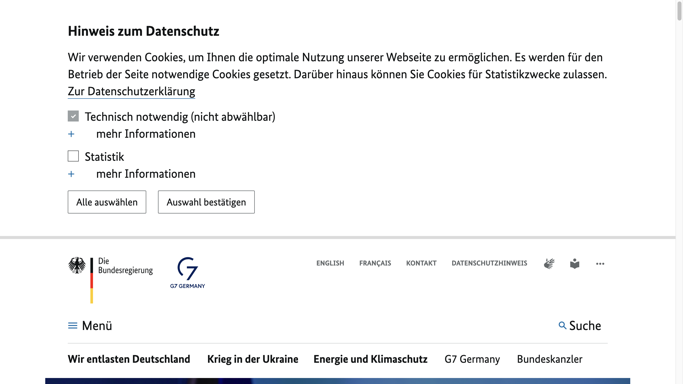 Hinweis zum Datenschutz
Wir verwenden Cookies, um Ihnen die optimale Nutzung unserer Webseite zu ermöglichen. Es werden für den
Betrieb der Seite notwendige Cookies gesetzt. Darüber hinaus können Sie Cookies für Statistikzwecke zulassen.
Zur Datenschutzerklärung
Technisch notwendig (nicht abwählbar)
+ mehr Informationen
Statistik
+ mehr Informationen
Alle auswählen Auswahl bestätigen
Die
Bundesregierung
G7 GERMANY
ENGLISH FRANÇAIS KONTAKT DATENSCHUTZHINWEIS
Menü
Suche
Wir entlasten Deutschland Krieg in der Ukraine Energie und Klimaschutz G7 Germany Bundeskanzler